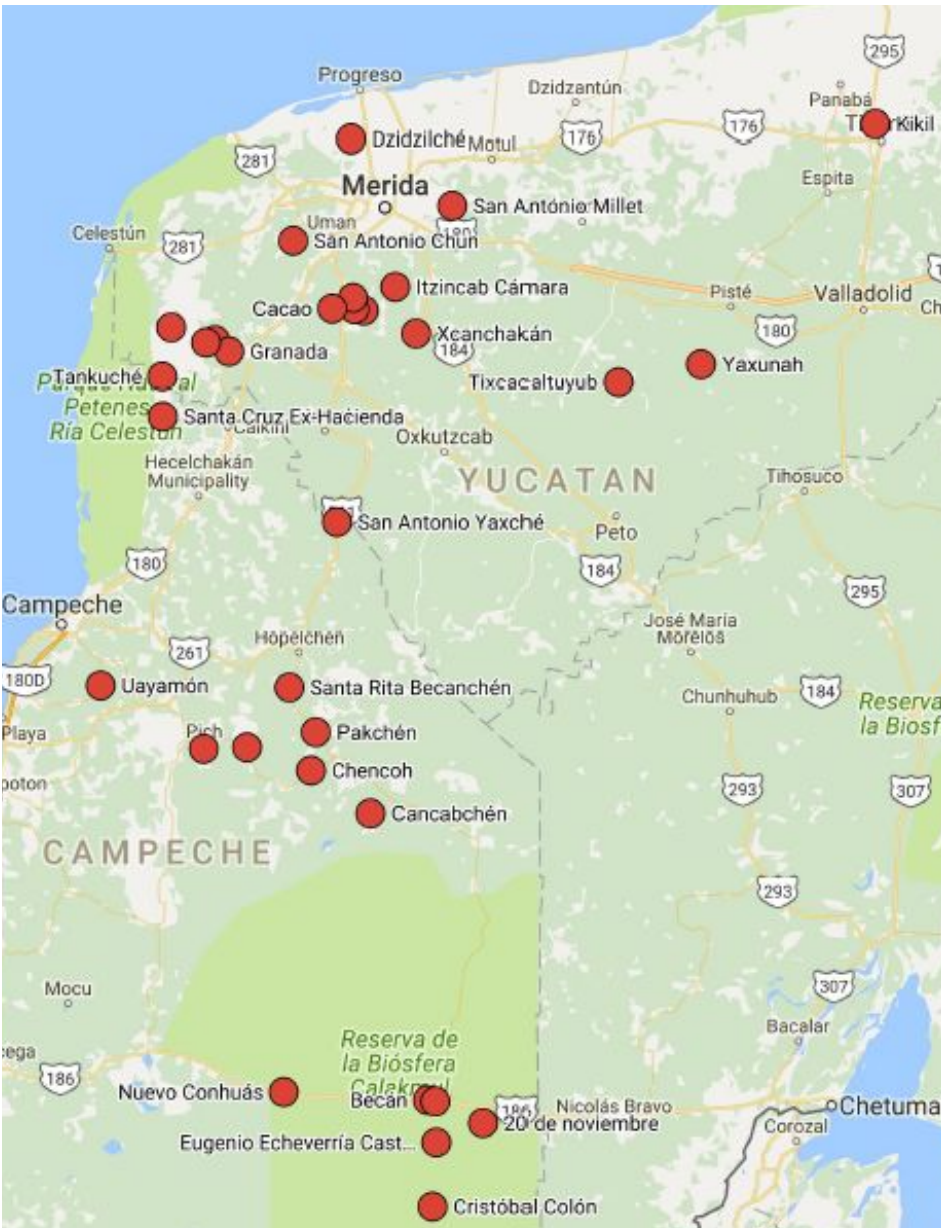 295
Progreso
Dzidzantún
Panabá
Kikil
176
176
Dzidzilché
Motul
281
Espita
Merida
San Antonio Millet
Uman
Celestún
281
San Antonio Chun
Itzincab Cámara
Pisté
Valladolid
Cacao
180
Xcanchakán
184
Granada
Yaxunah
Tankuché
Tixcacaltuyub
Petenes
Ría Celestún
Santa Cruz Ex-Hacienda
Calkiní
Oxkutzcab
Hecelchakán
Municipality
YUCATAN
Tihosuco
San Antonio Yaxché
Peto
180
184
295
Campeche
José María
Morelos
Hopelchén
261
180D
Uayamón
Santa Rita Becanchén
Chunhuhub
184
Reserva
la Biosf
Playa
Pich
Pakchén
Chencoh
poton
293
307
Cancabchén
CAMPECHE
293
Mocu
307
Bacalar
Reserva de
la Biósfera
Calakmul
cega
186
Nuevo Conhuás
Becán
186
Nicolás Bravo
Chetuma
20 de noviembre
Corozal
Eugenio Echeverría Cast...
Cristóbal Colón